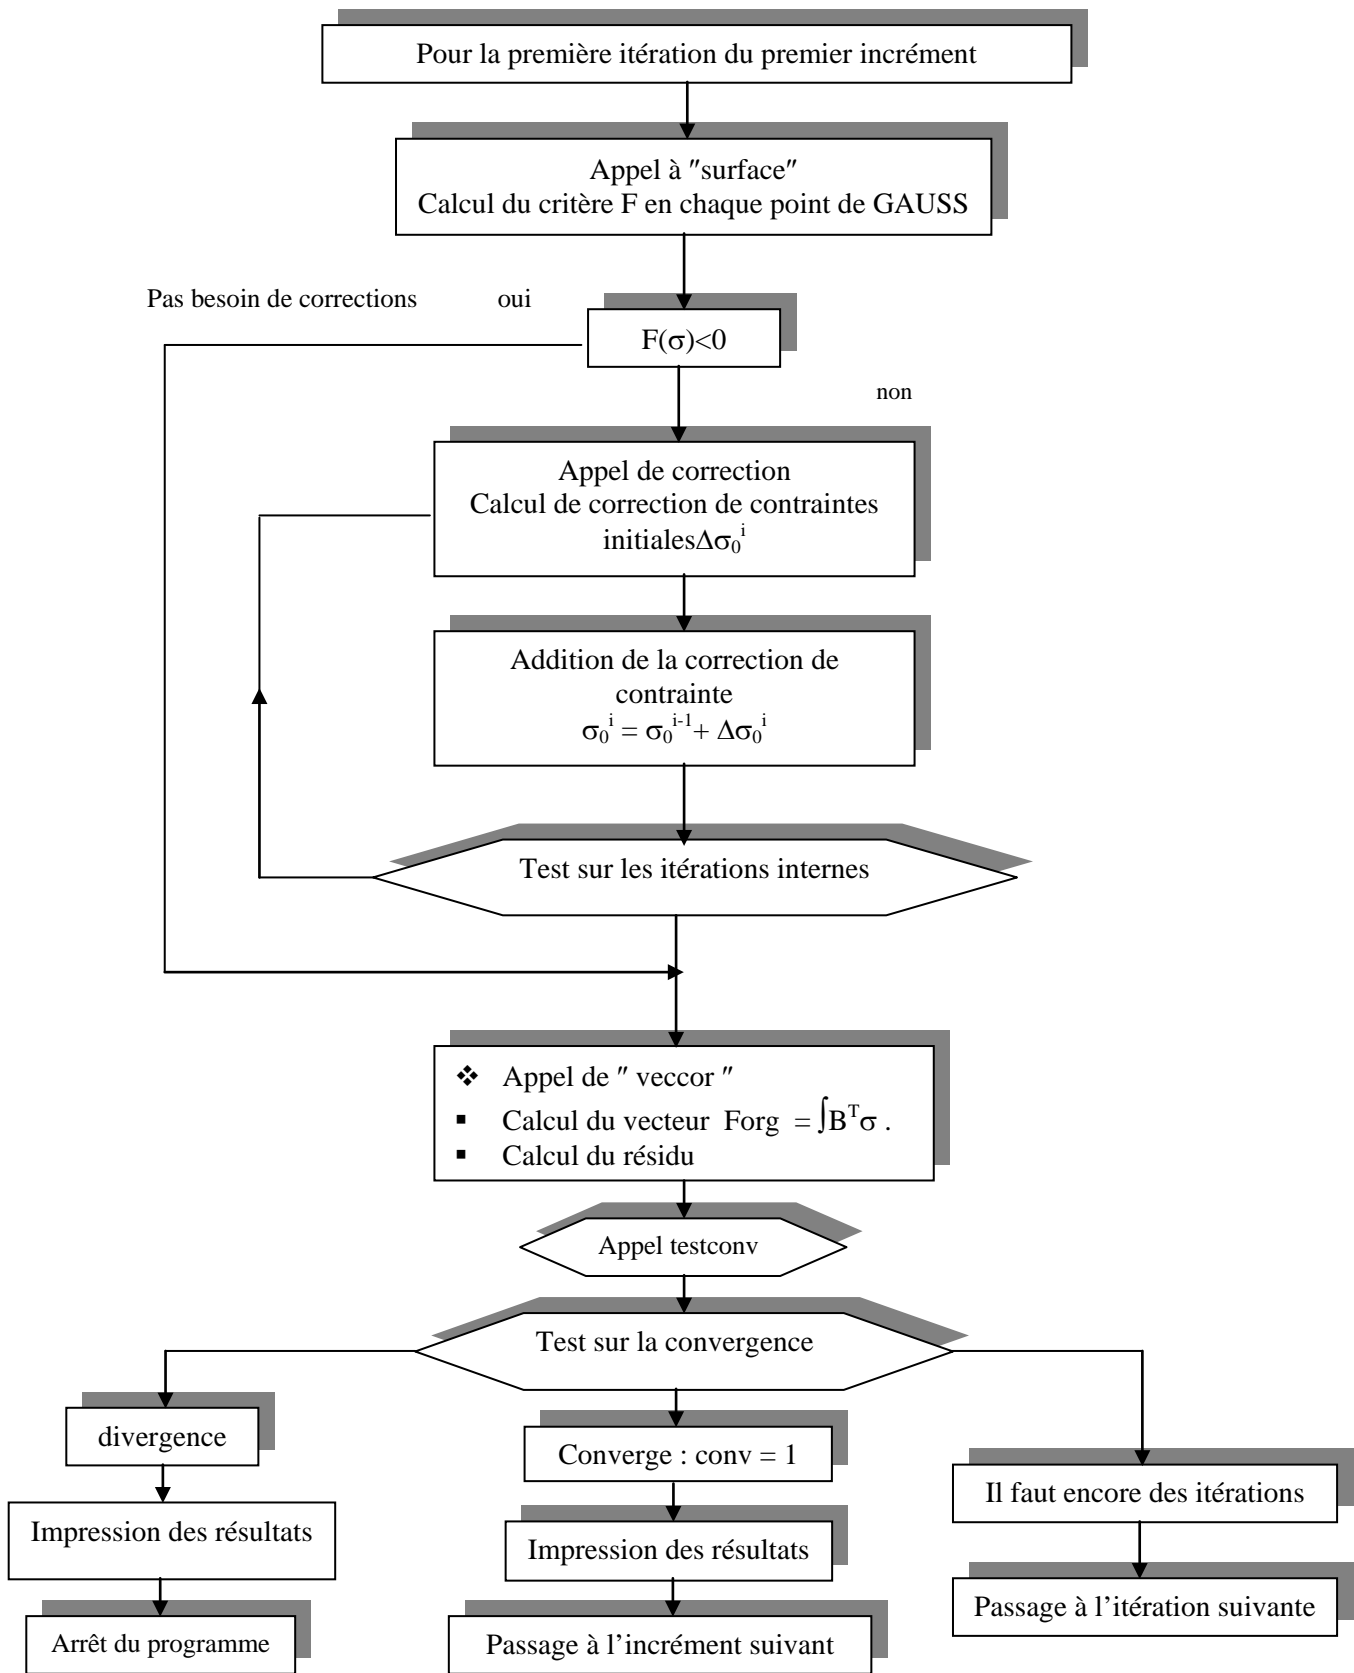 Pour la première itération du premier incrément
Appel à "surface"
Calcul du critère F en chaque point de GAUSS
Pas besoin de corrections oui
F(σ)<0
non
Appel de correction
Calcul de correction de contraintes
initialesΔσ₀ⁱ
Addition de la correction de
contrainte
σ₀ⁱ = σ₀ⁱ⁻¹+ Δσ₀ⁱ
Test sur les itérations internes
❖ Appel de " veccor "
▪ Calcul du vecteur Forg = ∫Bᵀσ .
▪ Calcul du résidu
Appel testconv
Test sur la convergence
divergence
Converge : conv = 1
Il faut encore des itérations
Impression des résultats
Impression des résultats
Passage à l'itération suivante
Arrêt du programme
Passage à l'incrément suivant